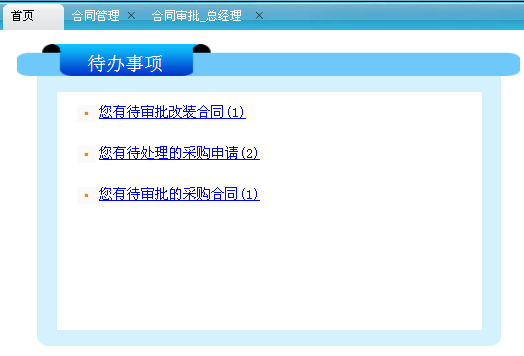 首页 合同管理 × 合同审批_总经理 ×
待办事项
您有待审批改装合同(1)
您有待处理的采购申请(2)
您有待审批的采购合同(1)